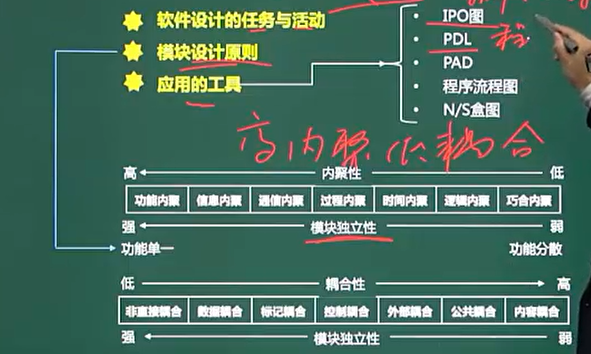 软件设计的任务与活动
模块设计原则
应用的工具
IPO图
PDL 程
PAD
程序流程图
N/S盒图
高内聚低耦合
高 内聚性 低
功能内聚 信息内聚 通信内聚 过程内聚 时间内聚 逻辑内聚 巧合内聚
强 模块独立性 弱
功能单一 功能分散
低 耦合性 高
非直接耦合 数据耦合 标记耦合 控制耦合 外部耦合 公共耦合 内容耦合
强 模块独立性 弱